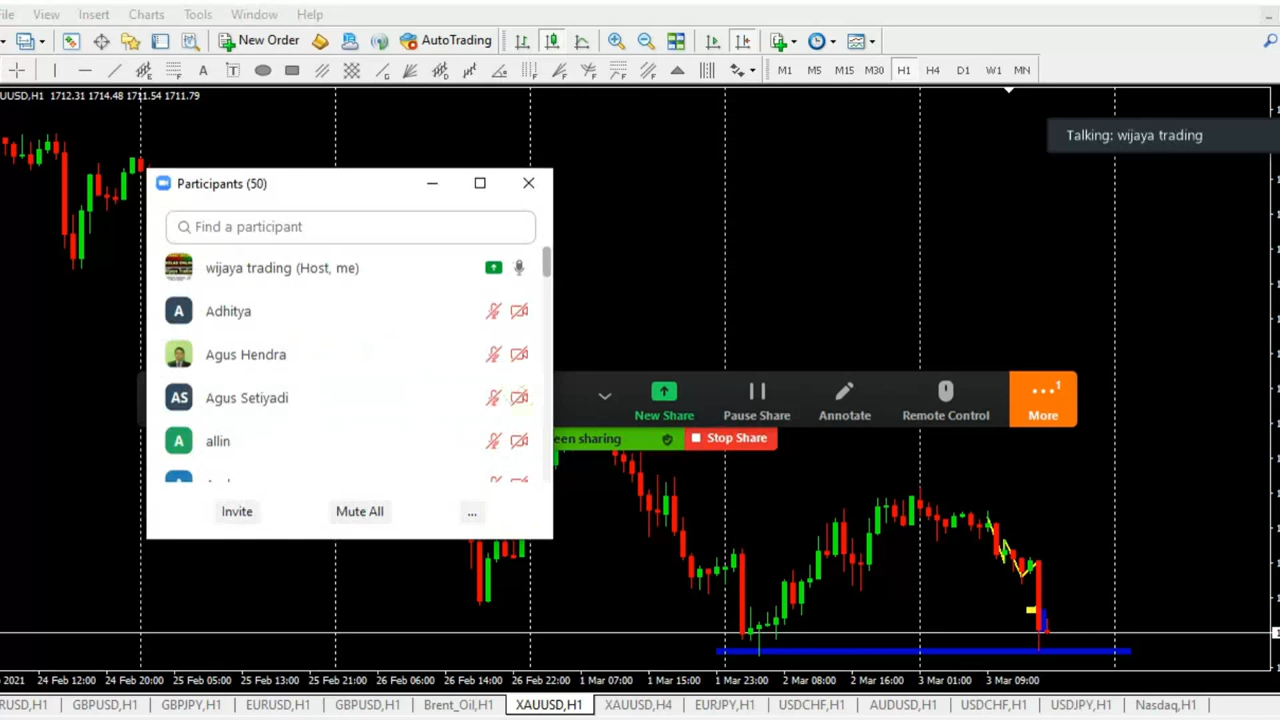 View Insert Charts Tools Window Help
New Order AutoTrading
A T M1 M5 M15 M30 H1 H4 D1 W1 MN
UUSD,H1 1712.31 1714.48 1711.54 1711.79
Talking: wijaya trading
Participants (50)
Find a participant
wijaya trading (Host, me)
A Adhitya
Agus Hendra
AS Agus Setiyadi
A allin
Invite Mute All ...
New Share Pause Share Annotate Remote Control More 1
een sharing Stop Share
2021 24 Feb 12:00 24 Feb 20:00 25 Feb 05:00 25 Feb 13:00 26 Feb 06:00 26 Feb 14:00 26 Feb 22:00 1 Mar 07:00 1 Mar 15:00 1 Mar 23:00 2 Mar 08:00 2 Mar 16:00 3 Mar 01:00 3 Mar 09:00
RUSD,H1 GBPUSD,H1 GBPJPY,H1 EURUSD,H1 GBPUSD,H1 Brent_Oil,H1 XAUUSD,H1 XAUUSD,H4 EURJPY,H1 USDCHF,H1 AUDUSD,H1 USDCHF,H1 USDJPY,H1 Nasdaq,H1